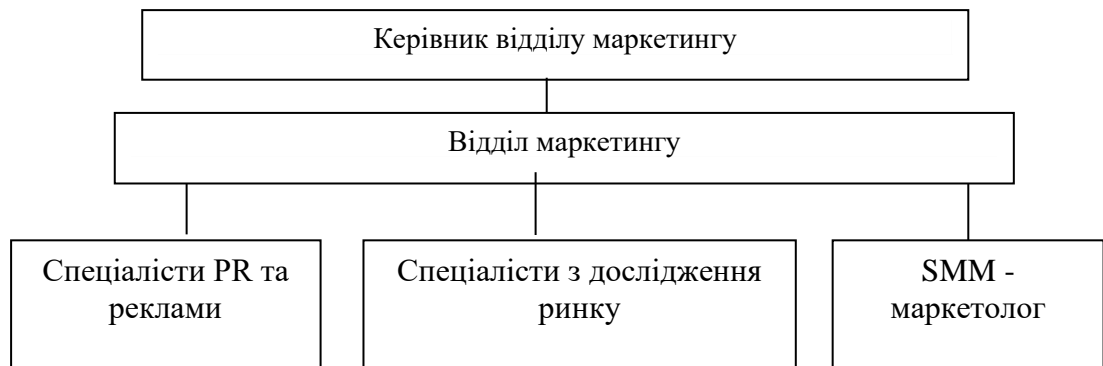 Керівник відділу маркетингу
Відділ маркетингу
Спеціалісти PR та
реклами
Спеціалісти з дослідження
ринку
SMM -
маркетолог